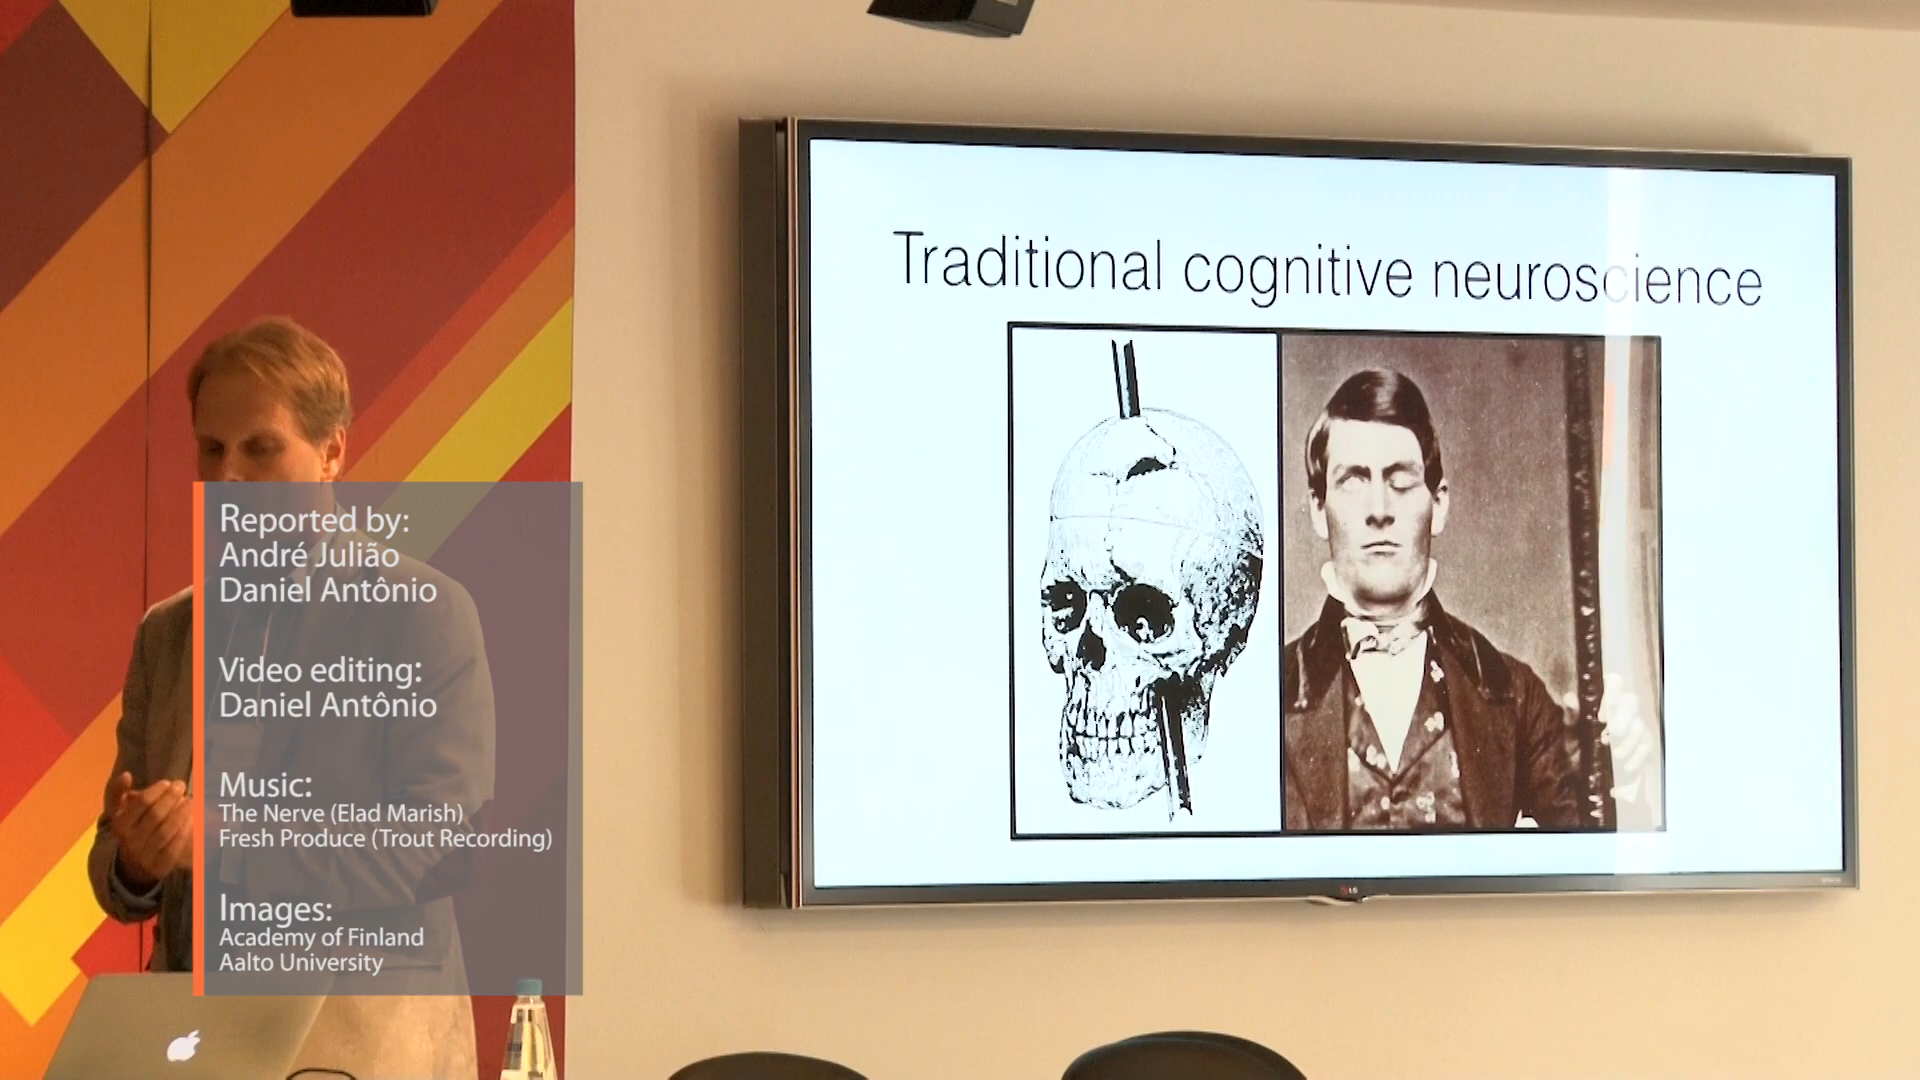 Reported by:
André Julião
Daniel Antônio
Video editing:
Daniel Antônio
Music:
The Nerve (Elad Marish)
Fresh Produce (Trout Recording)
Images:
Academy of Finland
Aalto University
Traditional cognitive neuroscience
LG